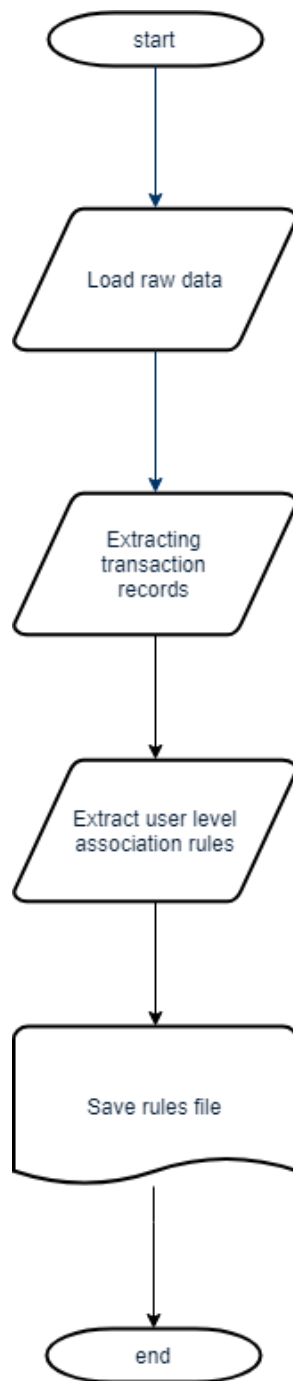 start
Load raw data
Extracting
transaction
records
Extract user level
association rules
Save rules file
end